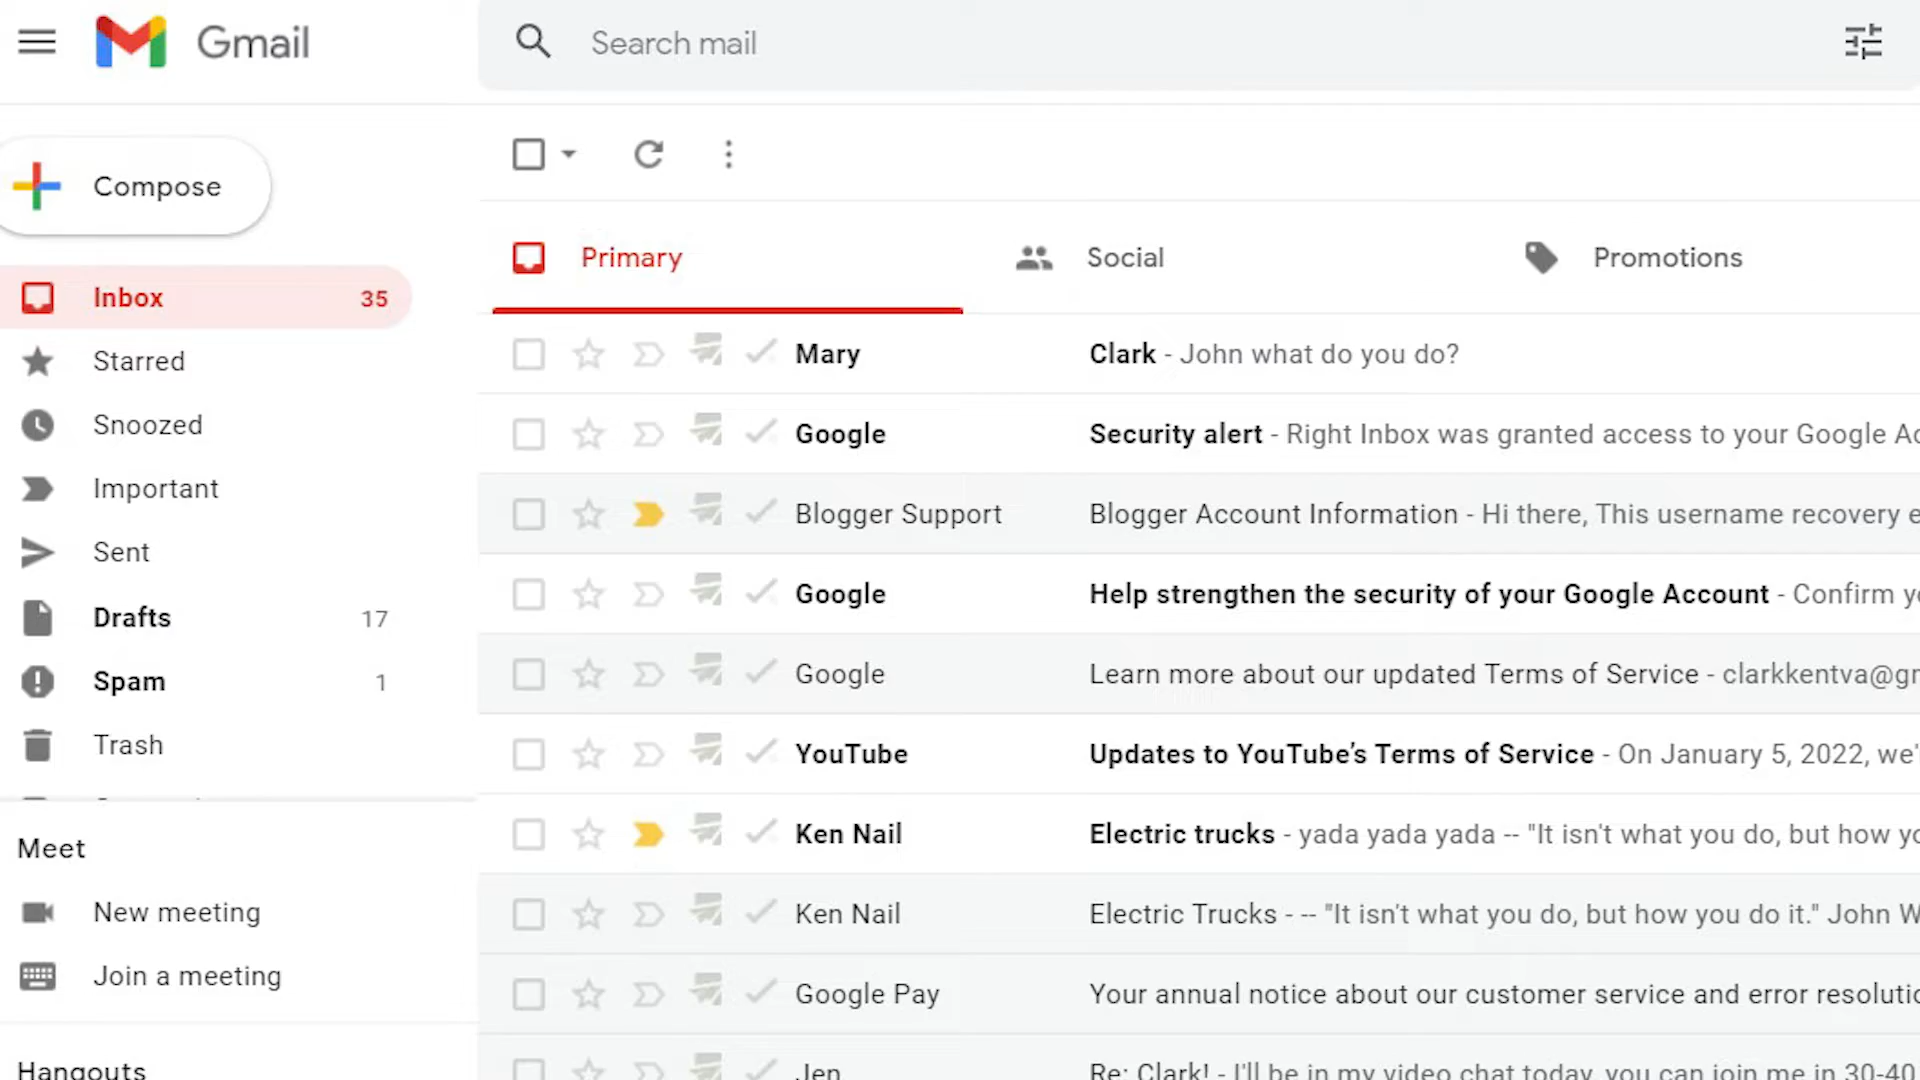 Gmail
Search mail
Compose
Inbox 35
Starred
Snoozed
Important
Sent
Drafts 17
Spam 1
Trash
Meet
New meeting
Join a meeting
Hangouts
Primary
Social
Promotions
Mary Clark - John what do you do?
Google Security alert - Right Inbox was granted access to your Google Ac
Blogger Support Blogger Account Information - Hi there, This username recovery e
Google Help strengthen the security of your Google Account - Confirm yo
Google Learn more about our updated Terms of Service - clarkkentva@gm
YouTube Updates to YouTube's Terms of Service - On January 5, 2022, we'
Ken Nail Electric trucks - yada yada yada -- "It isn't what you do, but how yo
Ken Nail Electric Trucks - -- "It isn't what you do, but how you do it." John W
Google Pay Your annual notice about our customer service and error resolutio
Jen Re: Clark! - I'll be in my video chat today, you can join me in 30-40